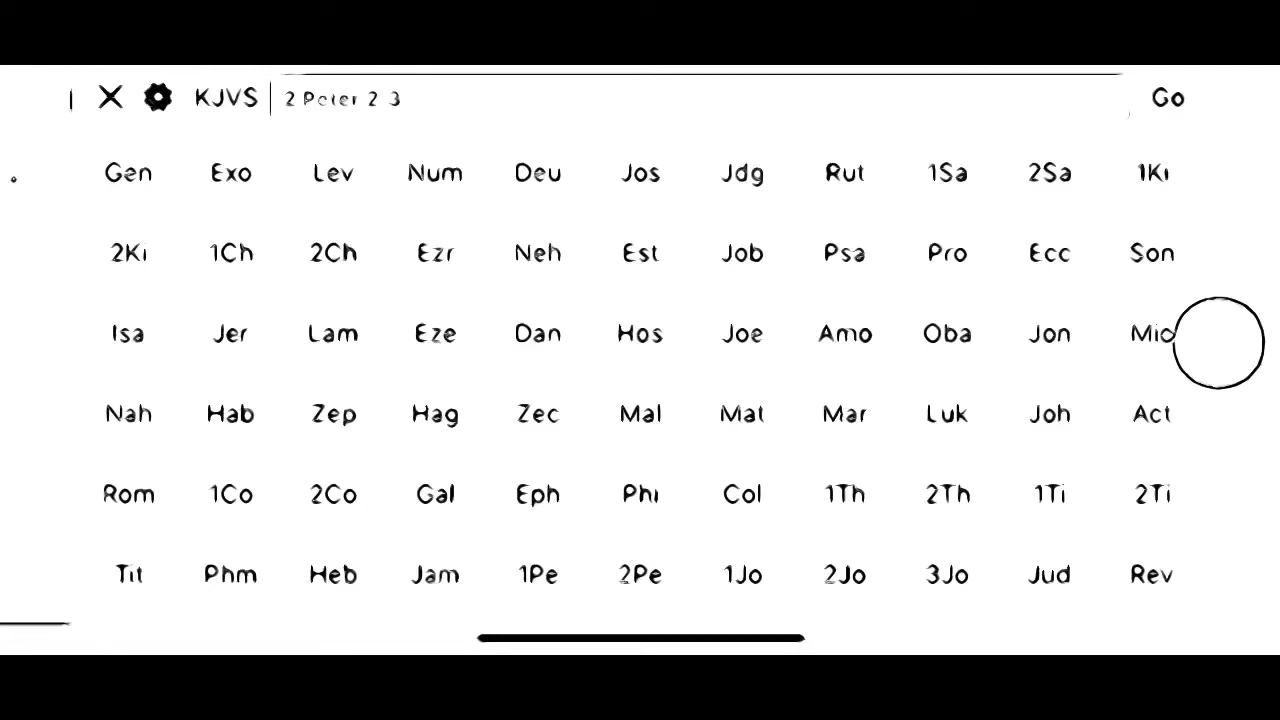 KJVS 2 Peter 2 3 Go
Gen Exo Lev Num Deu Jos Jdg Rut 1Sa 2Sa 1Ki
2Ki 1Ch 2Ch Ezr Neh Est Job Psa Pro Ecc Son
Isa Jer Lam Eze Dan Hos Joe Amo Oba Jon Mic
Nah Hab Zep Hag Zec Mal Mat Mar Luk Joh Act
Rom 1Co 2Co Gal Eph Phi Col 1Th 2Th 1Ti 2Ti
Tit Phm Heb Jam 1Pe 2Pe 1Jo 2Jo 3Jo Jud Rev